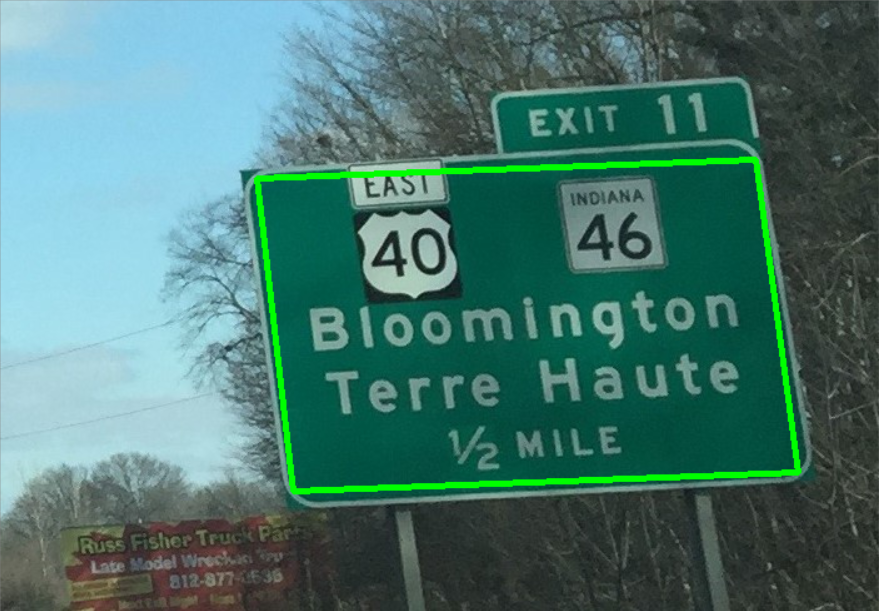 EXIT 11
EAST
INDIANA
40
46
Bloomington
Terre Haute
1/2 MILE
Russ Fisher Truck Parts
Late Model Wrecker
812-877-